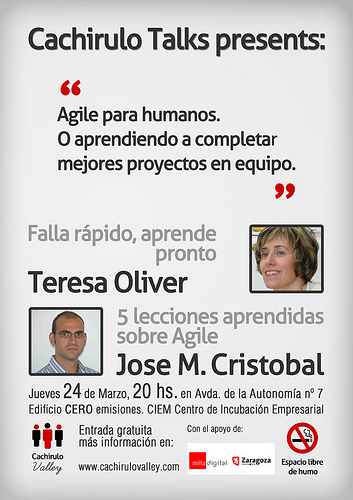 Cachirulo Talks presents:
“
Agile para humanos.
O aprendiendo a completar
mejores proyectos en equipo.
”
Falla rápido, aprende
pronto
Teresa Oliver
5 lecciones aprendidas
sobre Agile
Jose M. Cristobal
Jueves 24 de Marzo, 20 hs. en Avda. de la Autonomía nº 7
Edificio CERO emisiones. CIEM Centro de Incubación Empresarial
Cachirulo
Valley
Entrada gratuita
más información en:
www.cachirulovalley.com
Con el apoyo de:
miladigital
Zaragoza
Espacio libre
de humo